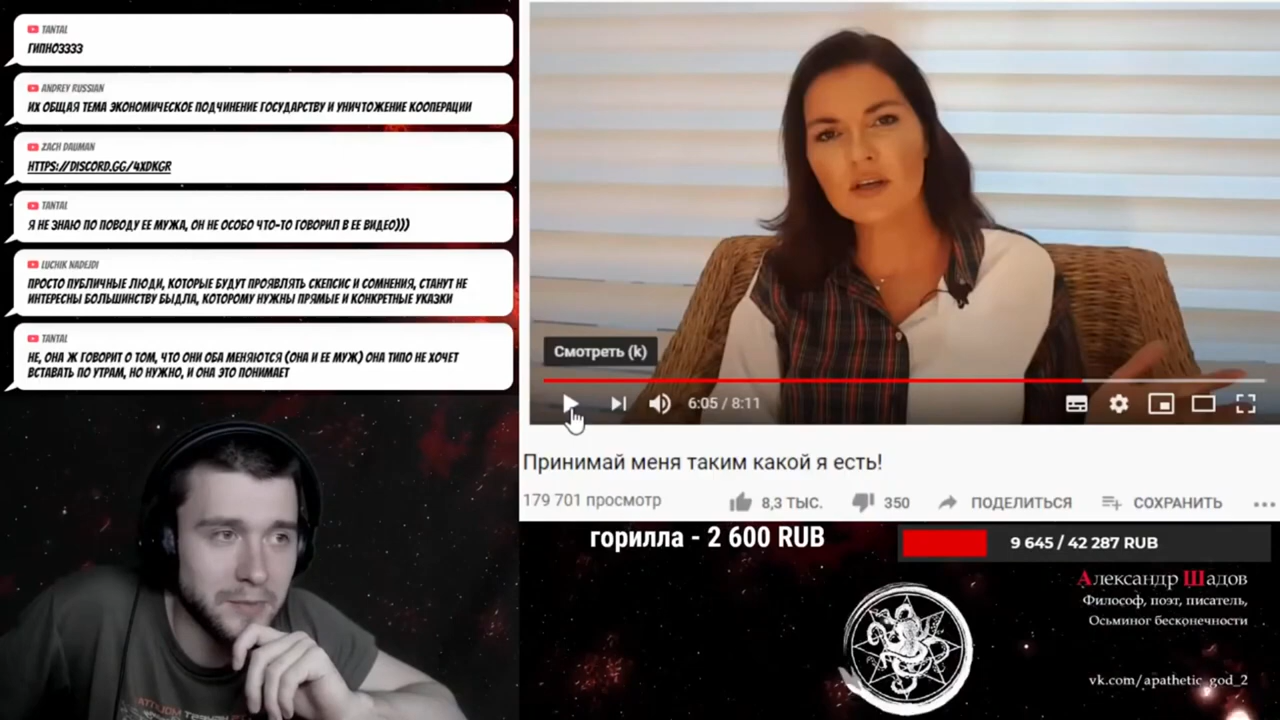 TANTAL
ГИПНОЗЗЗЗ
ANDREY RUSSIAN
ИХ ОБЩАЯ ТЕМА ЭКОНОМИЧЕСКОЕ ПОДЧИНЕНИЕ ГОСУДАРСТВУ И УНИЧТОЖЕНИЕ КООПЕРАЦИИ
ZACH DAUMAN
HTTPS://DISCORD.GG/4XDKGR
TANTAL
Я НЕ ЗНАЮ ПО ПОВОДУ ЕЕ МУЖА, ОН НЕ ОСОБО ЧТО-ТО ГОВОРИЛ В ЕЕ ВИДЕО)))
LUCHIK NADEJDI
ПРОСТО ПУБЛИЧНЫЕ ЛЮДИ, КОТОРЫЕ БУДУТ ПРОЯВЛЯТЬ СКЕПСИС И СОМНЕНИЯ, СТАНУТ НЕ
ИНТЕРЕСНЫ БОЛЬШИНСТВУ БЫДЛА, КОТОРОМУ НУЖНЫ ПРЯМЫЕ И КОНКРЕТНЫЕ УКАЗКИ
TANTAL
НЕ, ОНА Ж ГОВОРИТ О ТОМ, ЧТО ОНИ ОБА МЕНЯЮТСЯ (ОНА И ЕЕ МУЖ) ОНА ТИПО НЕ ХОЧЕТ
ВСТАВАТЬ ПО УТРАМ, НО НУЖНО, И ОНА ЭТО ПОНИМАЕТ
Смотреть (k)
6:05 / 8:11
Принимай меня таким какой я есть!
179 701 просмотр
8,3 ТЫС.
350
ПОДЕЛИТЬСЯ
СОХРАНИТЬ
горилла - 2 600 RUB
9 645 / 42 287 RUB
Александр Шадов
Философ, поэт, писатель,
Осьминог бесконечности
vk.com/apathetic_god_2